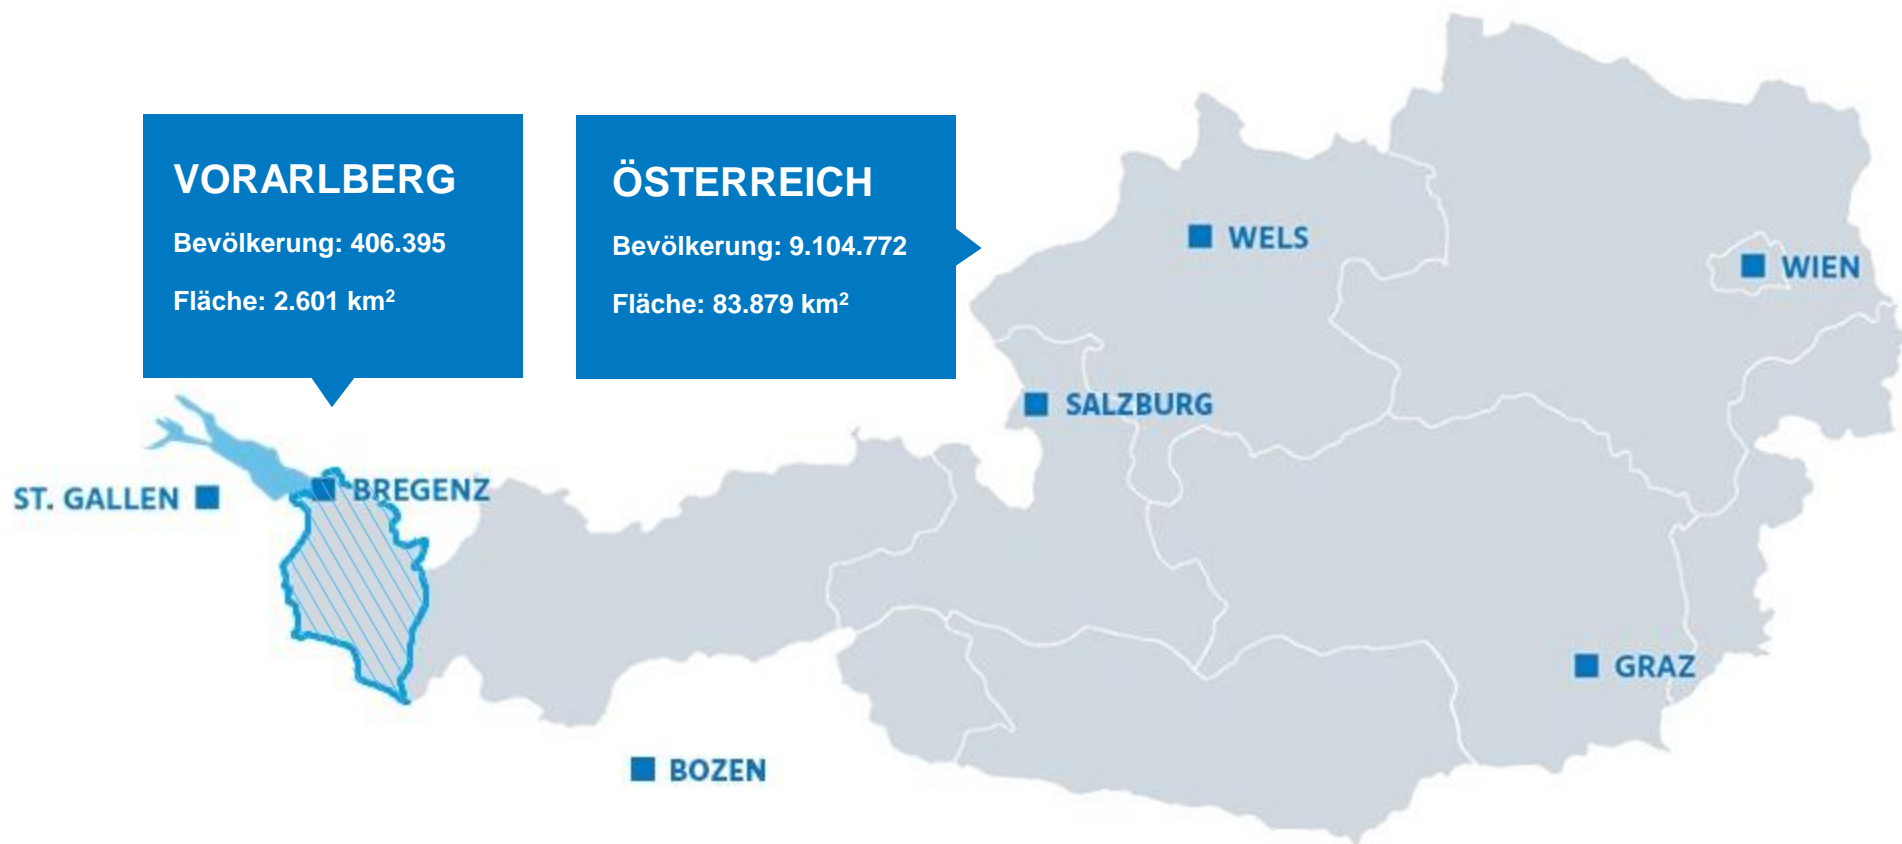 VORARLBERG
Bevölkerung: 406.395
Fläche: 2.601 km²
ÖSTERREICH
Bevölkerung: 9.104.772
Fläche: 83.879 km²
WELS
WIEN
SALZBURG
ST. GALLEN
BREGENZ
GRAZ
BOZEN